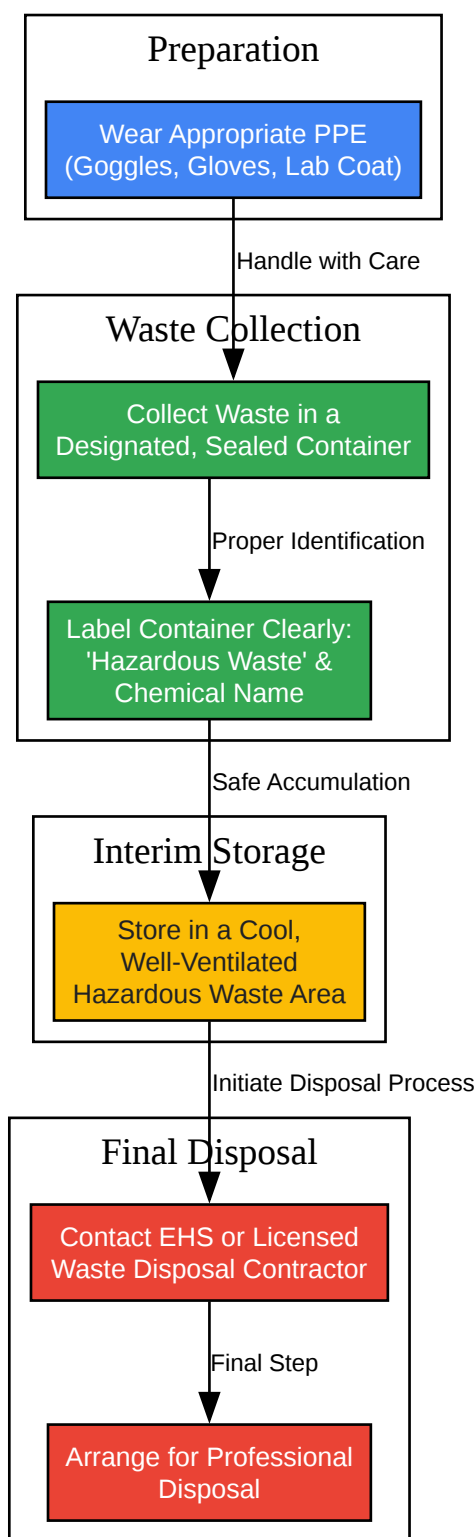 Preparation
Wear Appropriate PPE
(Goggles, Gloves, Lab Coat)
Handle with Care
Waste Collection
Collect Waste in a
Designated, Sealed Container
Proper Identification
Label Container Clearly:
'Hazardous Waste' &
Chemical Name
Safe Accumulation
Interim Storage
Store in a Cool,
Well-Ventilated
Hazardous Waste Area
Initiate Disposal Process
Final Disposal
Contact EHS or Licensed
Waste Disposal Contractor
Final Step
Arrange for Professional
Disposal